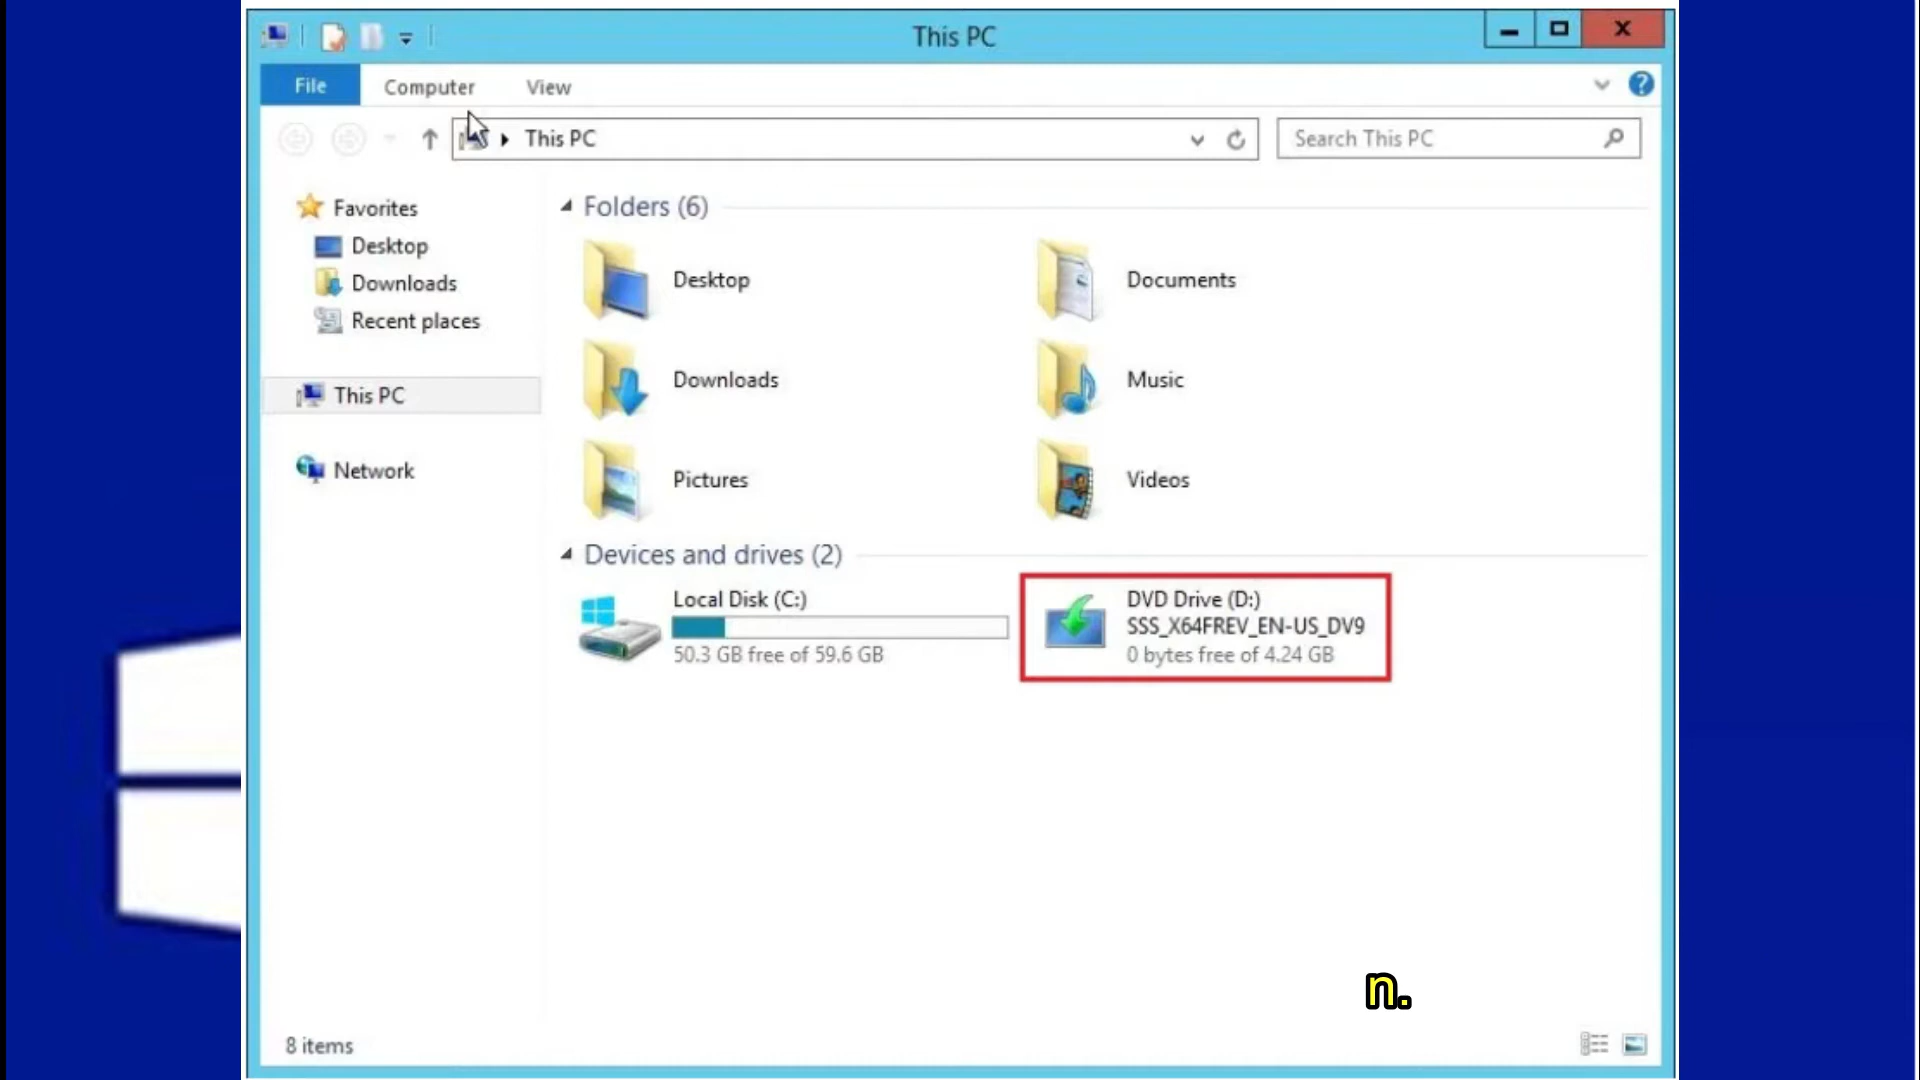 This PC
File
Computer
View
This PC
Search This PC
Favorites
Desktop
Downloads
Recent places
This PC
Network
Folders (6)
Desktop
Documents
Downloads
Music
Pictures
Videos
Devices and drives (2)
Local Disk (C:)
50.3 GB free of 59.6 GB
DVD Drive (D:)
SSS_X64FREV_EN-US_DV9
0 bytes free of 4.24 GB
n.
8 items